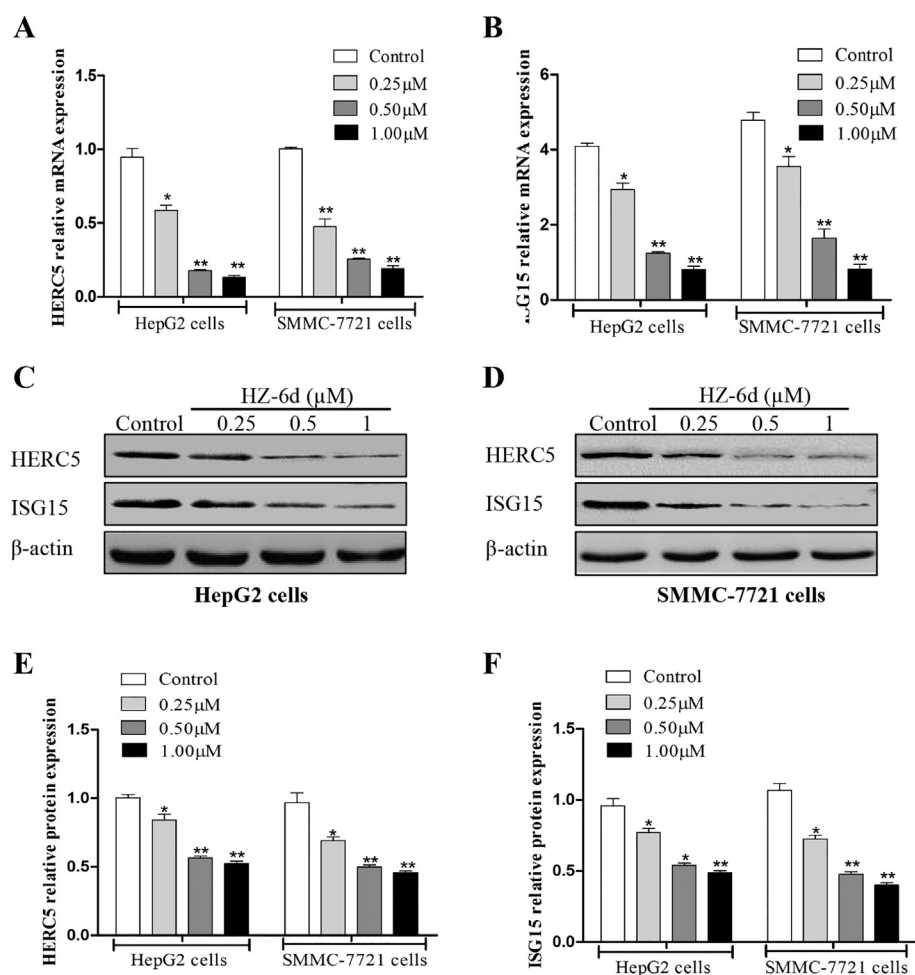 A
HERC5 relative mRNA expression
1.5
1.0
0.5
0.0
Control
0.25μM
0.50μM
1.00μM
*
**
**
**
**
**
HepG2 cells
SMMC-7721 cells
B
ISG15 relative mRNA expression
6
4
2
0
Control
0.25μM
0.50μM
1.00μM
*
**
**
*
**
**
HepG2 cells
SMMC-7721 cells
C
HZ-6d (μM)
Control 0.25 0.5 1
HERC5
ISG15
β-actin
HepG2 cells
D
HZ-6d (μM)
Control 0.25 0.5 1
HERC5
ISG15
β-actin
SMMC-7721 cells
E
HERC5 relative protein expression
1.5
1.0
0.5
0.0
Control
0.25μM
0.50μM
1.00μM
*
**
**
*
**
**
HepG2 cells
SMMC-7721 cells
F
ISG15 relative protein expression
1.5
1.0
0.5
0.0
Control
0.25μM
0.50μM
1.00μM
*
*
**
*
**
**
HepG2 cells
SMMC-7721 cells